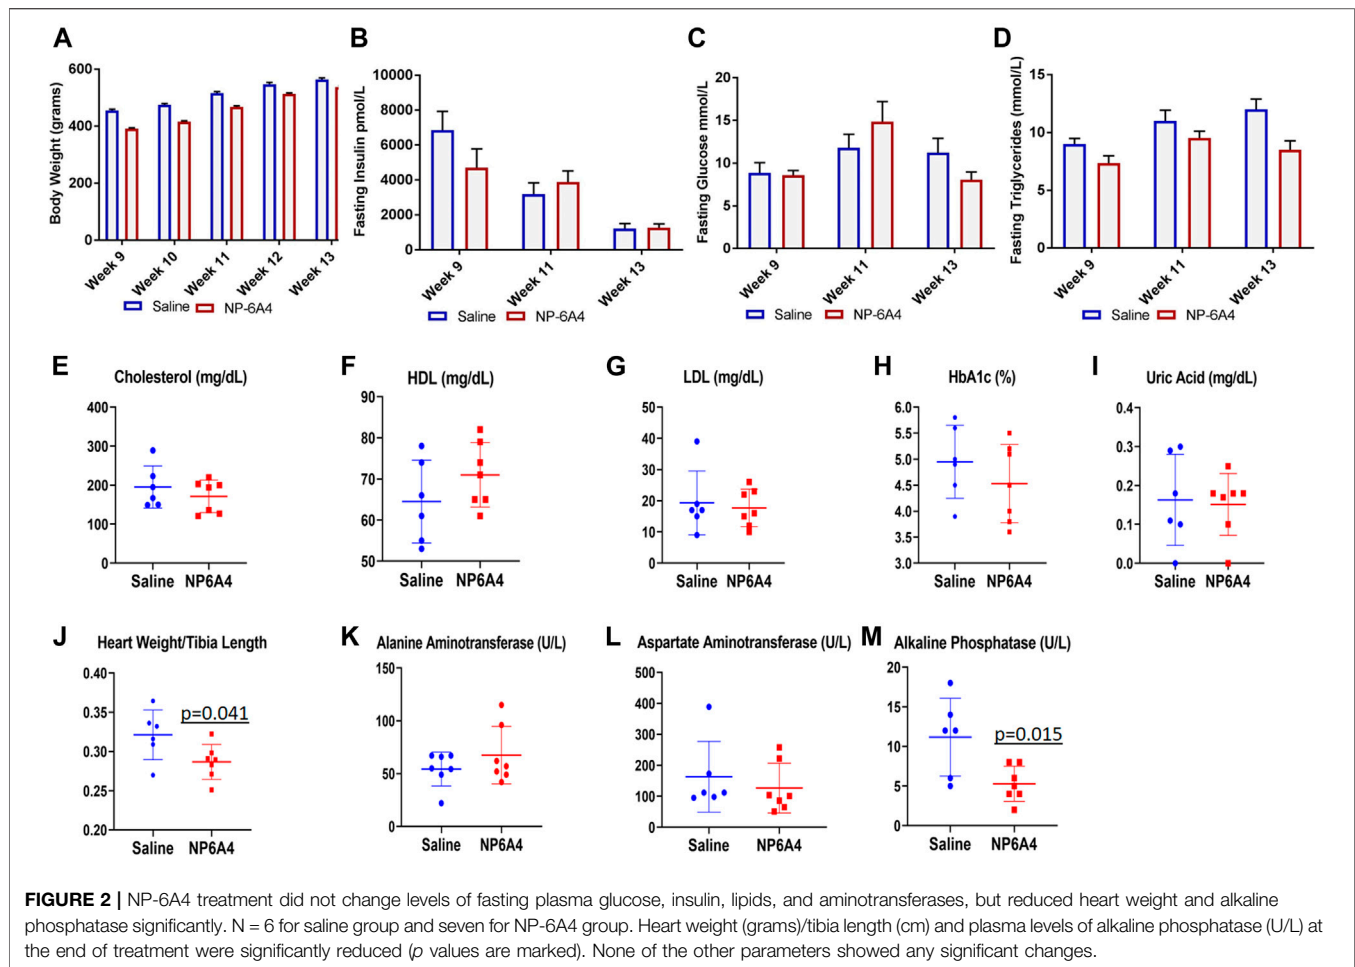 A
Body Weight (grams)
600
400
200
0
Week 9
Week 10
Week 11
Week 12
Week 13
Saline
NP-6A4
B
Fasting Insulin pmol/L
10000
8000
6000
4000
2000
0
Week 9
Week 11
Week 13
Saline
NP-6A4
C
Fasting Glucose mmol/L
20
15
10
5
0
Week 9
Week 11
Week 13
Saline
NP-6A4
D
Fasting Triglycerides (mmol/L)
15
10
5
0
Week 9
Week 11
Week 13
Saline
NP-6A4
E
Cholesterol (mg/dL)
400
300
200
100
0
Saline NP6A4
F
HDL (mg/dL)
90
80
70
60
50
Saline NP6A4
G
LDL (mg/dL)
50
40
30
20
10
0
Saline NP6A4
H
HbA1c (%)
6.0
5.5
5.0
4.5
4.0
3.5
3.0
Saline NP6A4
I
Uric Acid (mg/dL)
0.4
0.3
0.2
0.1
0.0
Saline NP6A4
J
Heart Weight/Tibia Length
0.40
0.35
0.30
0.25
0.20
p=0.041
Saline NP6A4
K
Alanine Aminotransferase (U/L)
150
100
50
0
Saline NP6A4
L
Aspartate Aminotransferase (U/L)
500
400
300
200
100
0
Saline NP6A4
M
Alkaline Phosphatase (U/L)
20
15
10
5
0
p=0.015
Saline NP6A4
FIGURE 2 | NP-6A4 treatment did not change levels of fasting plasma glucose, insulin, lipids, and aminotransferases, but reduced heart weight and alkaline
phosphatase significantly. N = 6 for saline group and seven for NP-6A4 group. Heart weight (grams)/tibia length (cm) and plasma levels of alkaline phosphatase (U/L) at
the end of treatment were significantly reduced (p values are marked). None of the other parameters showed any significant changes.